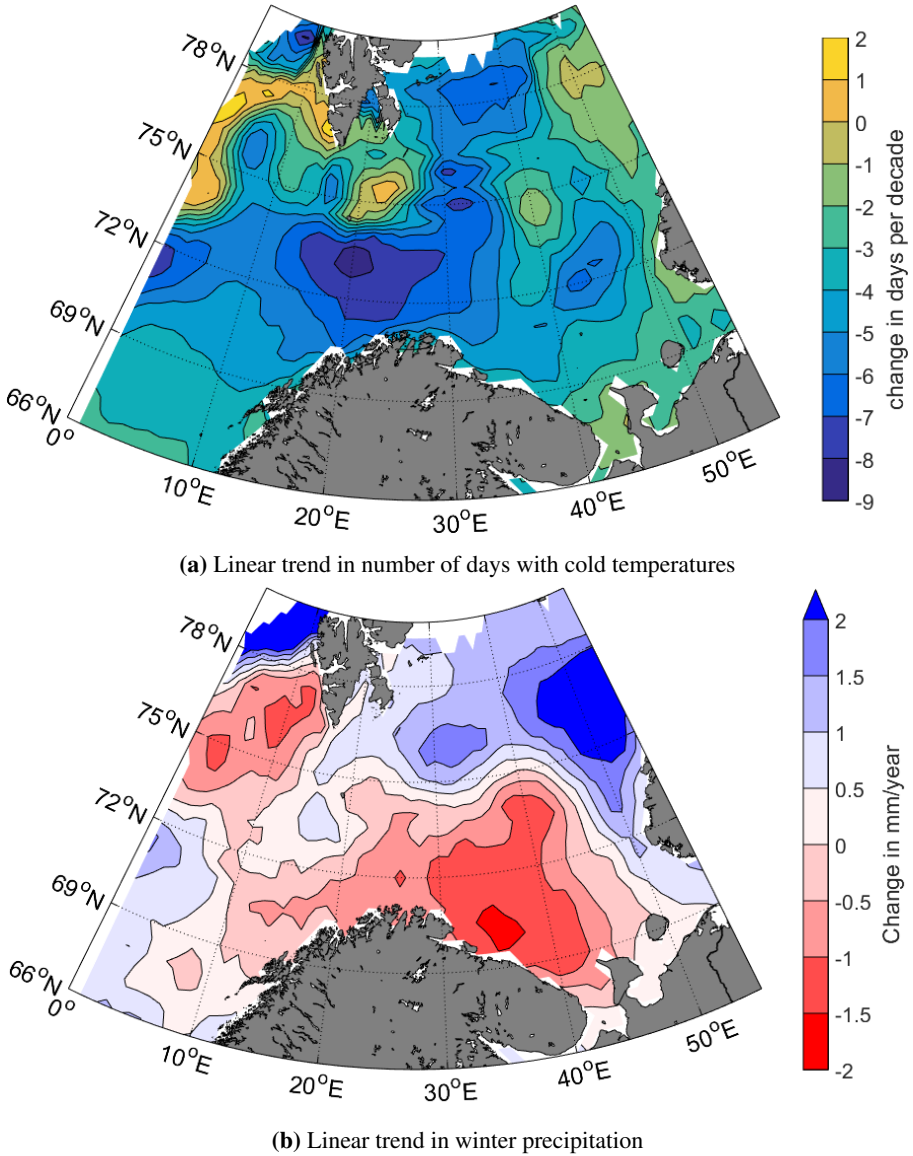 78°N
75°N
72°N
69°N
66°N
0°
10°E
20°E
30°E
40°E
50°E
2
1
0
-1
-2
-3
-4
-5
-6
-7
-8
-9
change in days per decade
(a) Linear trend in number of days with cold temperatures
78°N
75°N
72°N
69°N
66°N
0°
10°E
20°E
30°E
40°E
50°E
2
1.5
1
0.5
0
-0.5
-1
-1.5
-2
Change in mm/year
(b) Linear trend in winter precipitation